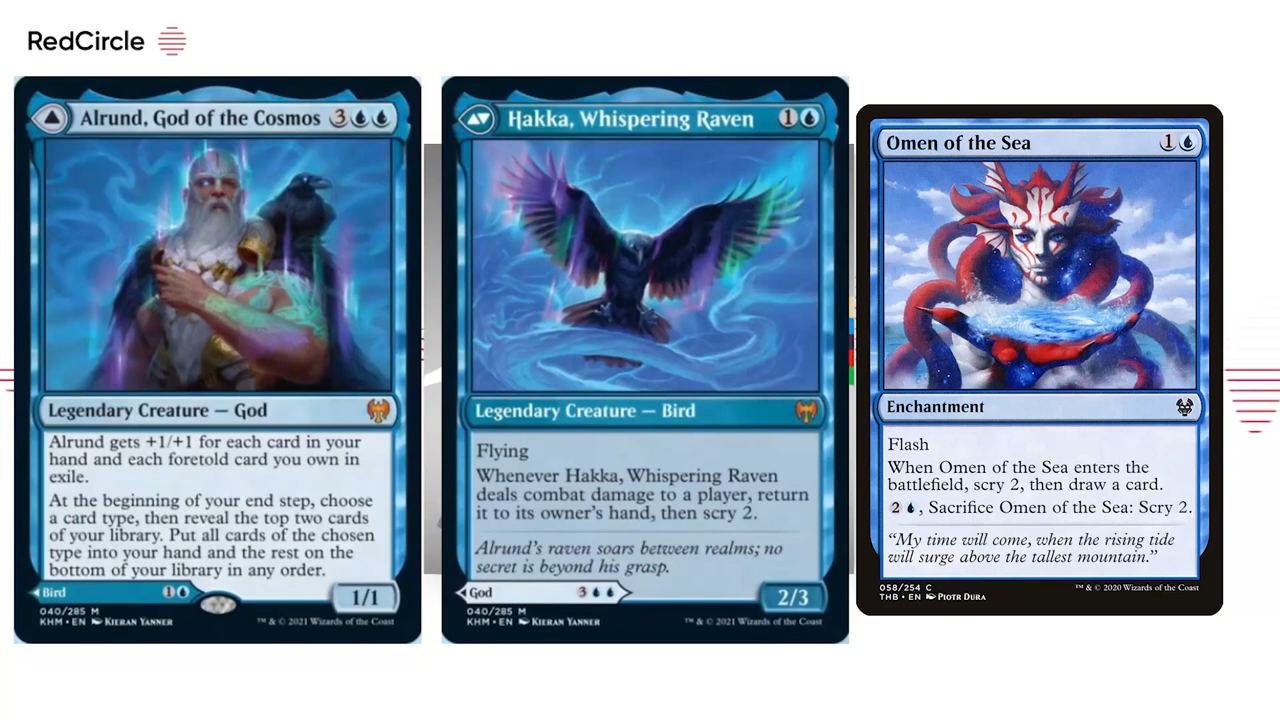 RedCircle
Alrund, God of the Cosmos 3
Legendary Creature — God
Alrund gets +1/+1 for each card in your
hand and each foretold card you own in
exile.
At the beginning of your end step, choose
a card type, then reveal the top two cards
of your library. Put all cards of the chosen
type into your hand and the rest on the
bottom of your library in any order.
Bird 1
1/1
040/285 M
KHM • EN Kieran Yanner
™ & © 2021 Wizards of the Coast
Hakka, Whispering Raven 1
Legendary Creature — Bird
Flying
Whenever Hakka, Whispering Raven
deals combat damage to a player, return
it to its owner's hand, then scry 2.
Alrund's raven soars between realms; no
secret is beyond his grasp.
God 3
2/3
040/285 M
KHM • EN Kieran Yanner
™ & © 2021 Wizards of the Coast
Omen of the Sea 1
Enchantment
Flash
When Omen of the Sea enters the
battlefield, scry 2, then draw a card.
2 , Sacrifice Omen of the Sea: Scry 2.
“My time will come, when the rising tide
will surge above the tallest mountain.”
058/254 C
THB • EN Piotr Dura
™ & © 2020 Wizards of the Coast